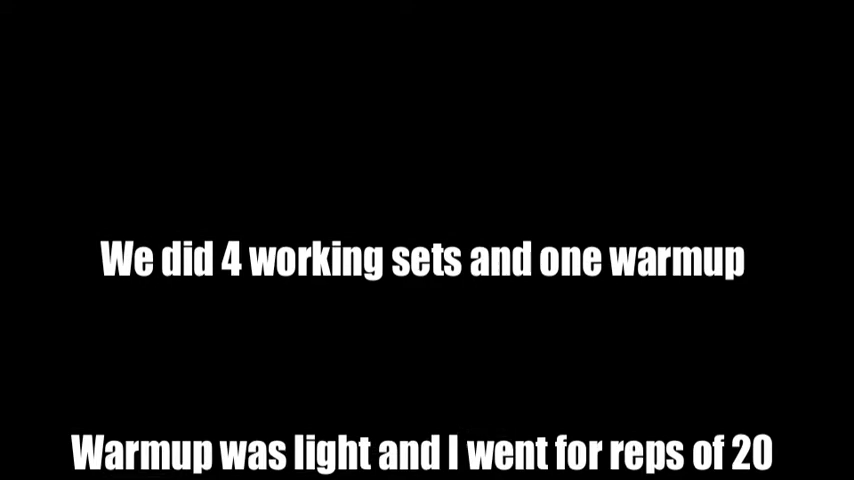 We did 4 working sets and one warmup
Warmup was light and I went for reps of 20